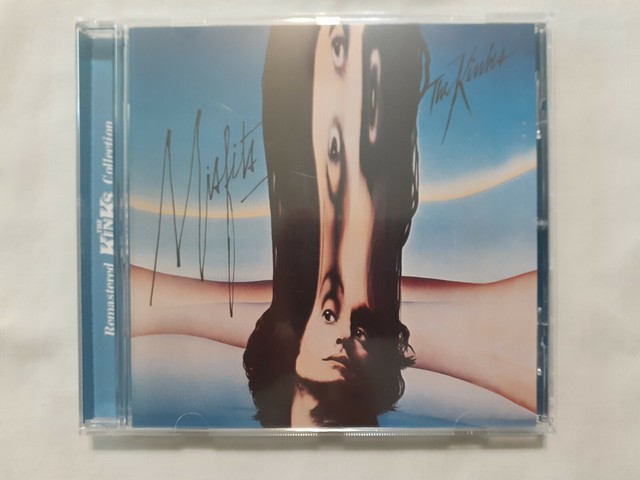 Remastered THE KINKS Collection
Misfits
The Kinks